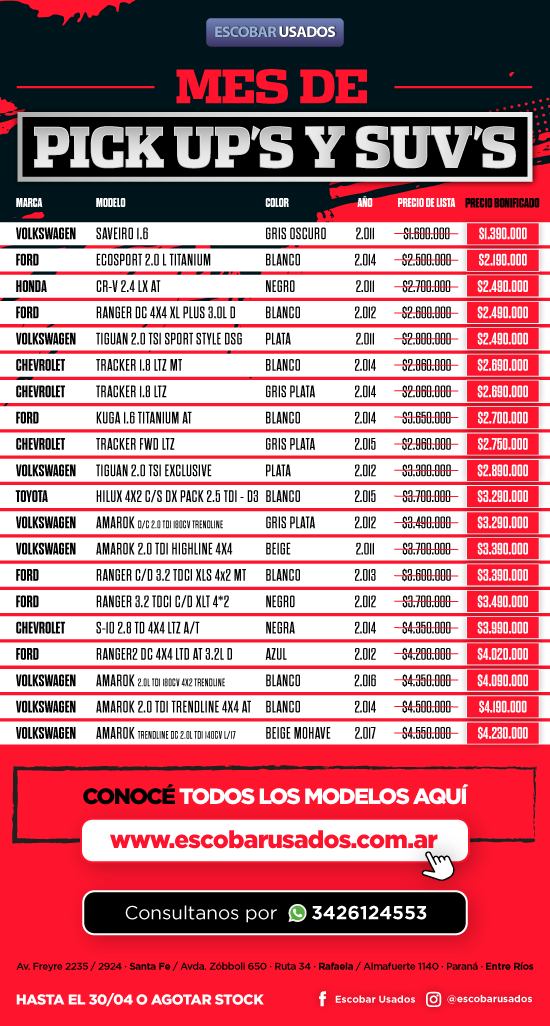 ESCOBAR USADOS
MES DE
PICK UP'S Y SUV'S
MARCA MODELO COLOR AÑO PRECIO DE LISTA PRECIO BONIFICADO
VOLKSWAGEN SAVEIRO 1.6 GRIS OSCURO 2.011 $1.600.000 $1.390.000
FORD ECOSPORT 2.0 L TITANIUM BLANCO 2.014 $2.500.000 $2.190.000
HONDA CR-V 2.4 LX AT NEGRO 2.011 $2.700.000 $2.490.000
FORD RANGER DC 4X4 XL PLUS 3.0L D BLANCO 2.012 $2.600.000 $2.490.000
VOLKSWAGEN TIGUAN 2.0 TSI SPORT STYLE DSG PLATA 2.011 $2.800.000 $2.490.000
CHEVROLET TRACKER 1.8 LTZ MT BLANCO 2.014 $2.860.000 $2.690.000
CHEVROLET TRACKER 1.8 LTZ GRIS PLATA 2.014 $2.060.000 $2.690.000
FORD KUGA 1.6 TITANIUM AT BLANCO 2.014 $3.650.000 $2.700.000
CHEVROLET TRACKER FWD LTZ GRIS PLATA 2.015 $2.960.000 $2.750.000
VOLKSWAGEN TIGUAN 2.0 TSI EXCLUSIVE PLATA 2.012 $3.300.000 $2.890.000
TOYOTA HILUX 4X2 C/S DX PACK 2.5 TDI - D3 BLANCO 2.015 $3.700.000 $3.290.000
VOLKSWAGEN AMAROK D/C 2.0 TDI 180CV TRENDLINE GRIS PLATA 2.012 $3.490.000 $3.290.000
VOLKSWAGEN AMAROK 2.0 TDI HIGHLINE 4X4 BEIGE 2.011 $3.700.000 $3.390.000
FORD RANGER C/D 3.2 TDCI XLS 4x2 MT BLANCO 2.013 $3.600.000 $3.390.000
FORD RANGER 3.2 TDCI C/D XLT 4*2 NEGRO 2.012 $3.700.000 $3.490.000
CHEVROLET S-10 2.8 TD 4X4 LTZ A/T NEGRA 2.014 $4.350.000 $3.990.000
FORD RANGER2 DC 4X4 LTD AT 3.2L D AZUL 2.012 $4.200.000 $4.020.000
VOLKSWAGEN AMAROK 2.0L TDI 180CV 4X2 TRENDLINE BLANCO 2.016 $4.350.000 $4.090.000
VOLKSWAGEN AMAROK 2.0 TDI TRENDLINE 4X4 AT BLANCO 2.014 $4.500.000 $4.190.000
VOLKSWAGEN AMAROK TRENDLINE DC 2.0L TDI 140CV L/17 BEIGE MOHAVE 2.017 $4.550.000 $4.230.000
CONOCÉ TODOS LOS MODELOS AQUÍ
www.escobarusados.com.ar
Consultanos por 3426124553
Av. Freyre 2235 / 2924 · Santa Fe / Avda. Zóbboli 650 · Ruta 34 · Rafaela / Almafuerte 1140 · Paraná · Entre Ríos
HASTA EL 30/04 O AGOTAR STOCK f Escobar Usados @escobarusados